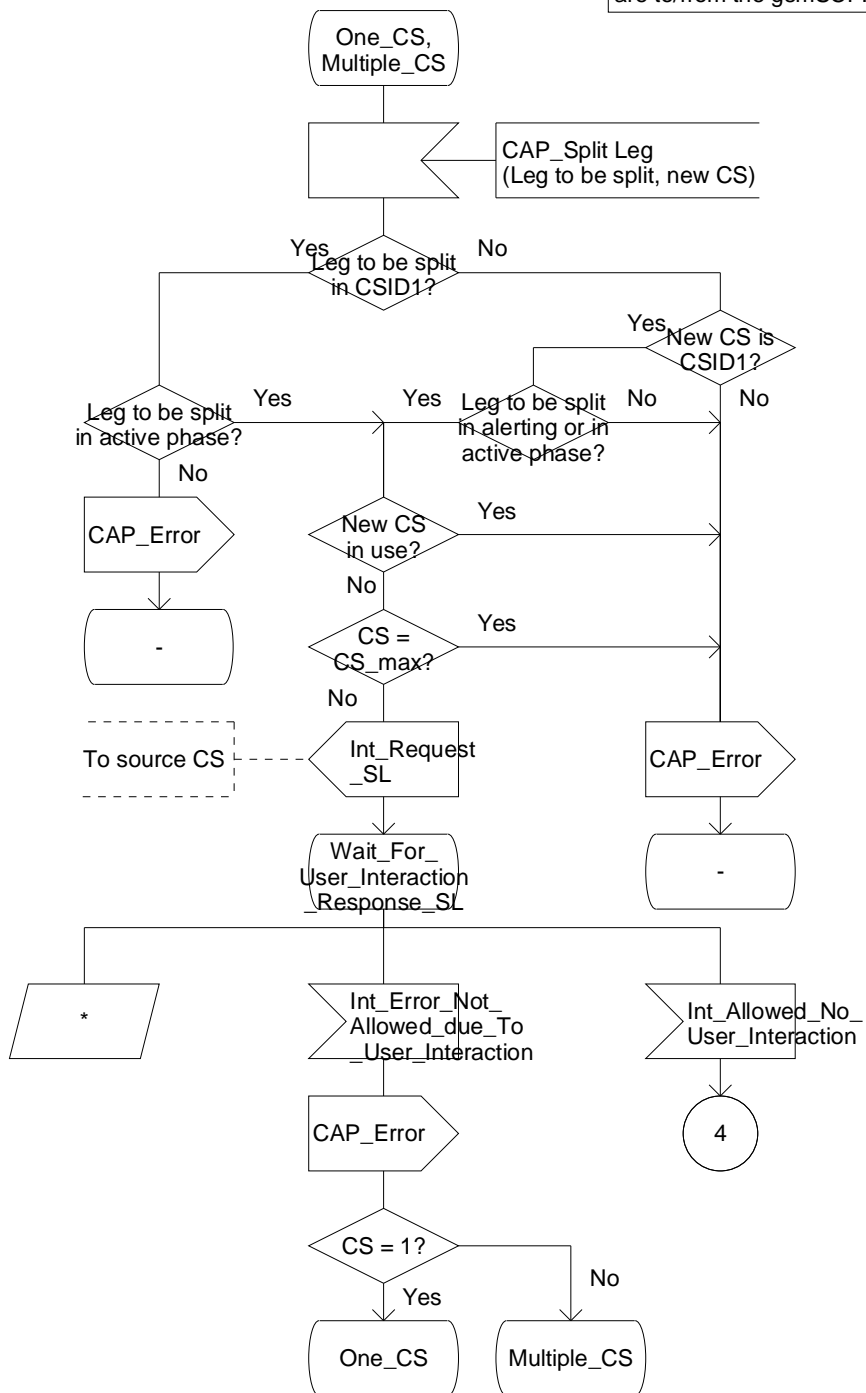 are to/from the gsmSCF.
One_CS,
Multiple_CS
CAP_Split Leg
(Leg to be split, new CS)
Yes
Leg to be split
in CSID1?
No
Yes
New CS is
CSID1?
No
Leg to be split
in active phase?
Yes
No
Yes
Leg to be split
in alerting or in
active phase?
No
CAP_Error
-
New CS
in use?
Yes
No
CS =
CS_max?
Yes
No
To source CS
Int_Request
_SL
CAP_Error
-
Wait_For_
User_Interaction
_Response_SL
*
Int_Error_Not_
Allowed_due_To
_User_Interaction
Int_Allowed_No_
User_Interaction
CAP_Error
4
CS = 1?
No
Yes
One_CS
Multiple_CS